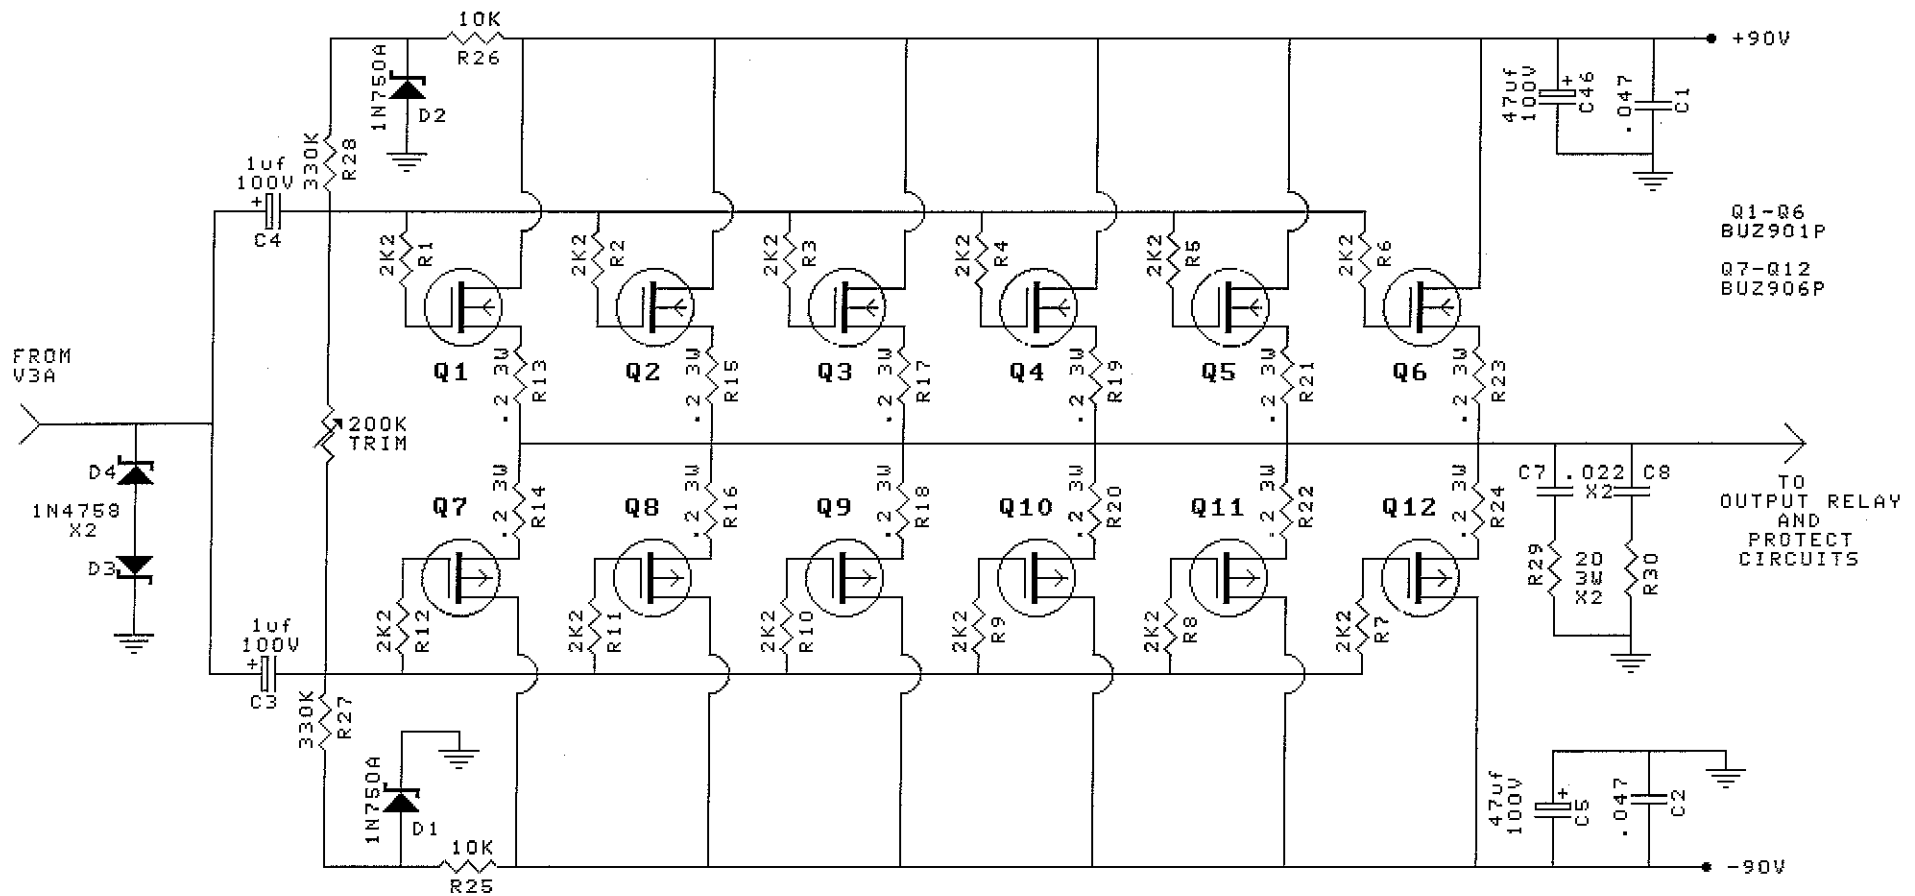 10K
R26
+90V
1N750A
D2
47uf
100V
+
C46
.047
C1
330K
R28
1uf
100V
+
C4
2K2
R1
2K2
R2
2K2
R3
2K2
R4
2K2
R5
2K2
R6
Q1-Q6
BUZ901P
Q7-Q12
BUZ906P
FROM
V3A
Q1
.2 3W
R13
Q2
.2 3W
R15
Q3
.2 3W
R17
Q4
.2 3W
R19
Q5
.2 3W
R21
Q6
.2 3W
R23
200K
TRIM
D4
1N4758
X2
D3
Q7
.2 3W
R14
Q8
.2 3W
R16
Q9
.2 3W
R18
Q10
.2 3W
R20
Q11
.2 3W
R22
Q12
.2 3W
R24
C7
.022
X2
C8
TO
OUTPUT RELAY
AND
PROTECT
CIRCUITS
R29
20
3W
X2
R30
1uf
100V
+
C3
2K2
R12
2K2
R11
2K2
R10
2K2
R9
2K2
R8
2K2
R7
330K
R27
1N750A
D1
47uf
100V
+
C5
.047
C2
10K
R25
-90V